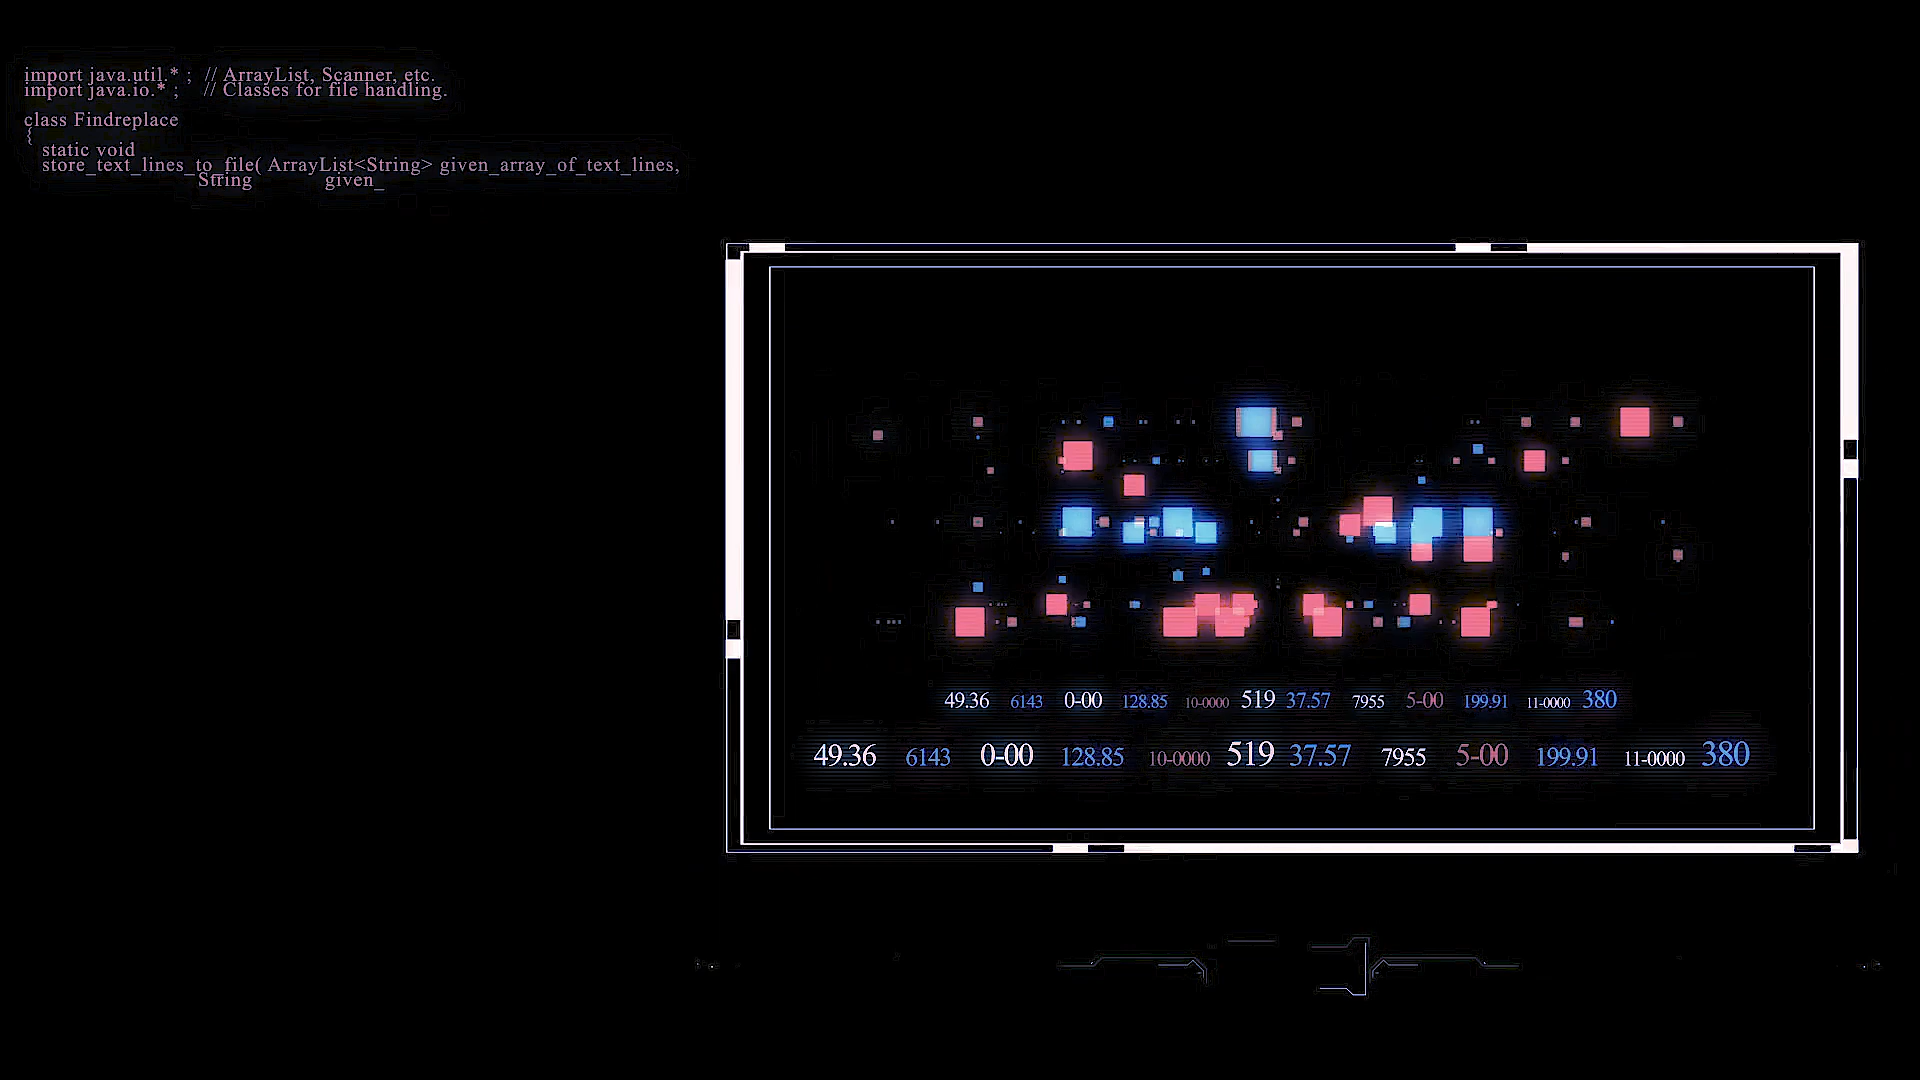 import java.util.* ;  // ArrayList, Scanner, etc.
import java.io.* ;    // Classes for file handling.
class Findreplace
{
static void
store_text_lines_to_file( ArrayList<String> given_array_of_text_lines,
String given_
49.36 6143 0-00 128.85 10-0000 519 37.57 7955 5-00 199.91 11-0000 380
49.36 6143 0-00 128.85 10-0000 519 37.57 7955 5-00 199.91 11-0000 380